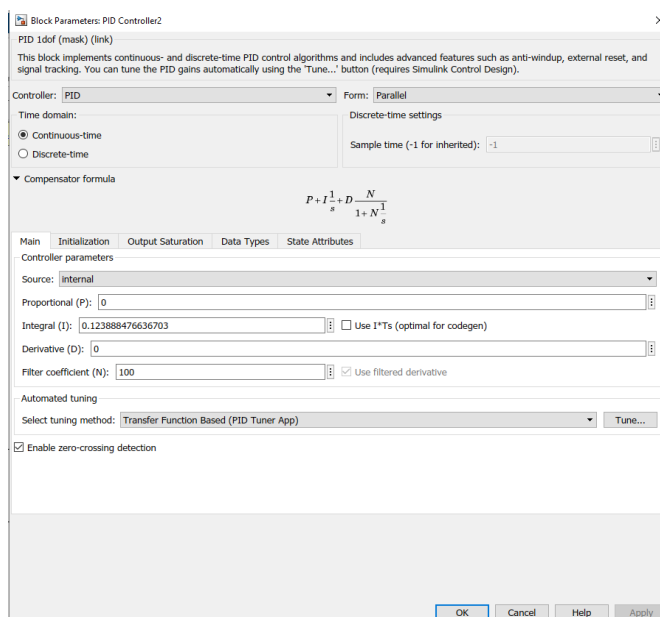 Block Parameters: PID Controller2
PID 1dof (mask) (link)
This block implements continuous- and discrete-time PID control algorithms and includes advanced features such as anti-windup, external reset, and
signal tracking. You can tune the PID gains automatically using the 'Tune...' button (requires Simulink Control Design).
Controller: PID Form: Parallel
Time domain: Discrete-time settings
Continuous-time
Sample time (-1 for inherited): -1
Discrete-time
Compensator formula
P+I 1/s +D N/(1+N 1/s)
Main Initialization Output Saturation Data Types State Attributes
Controller parameters
Source: internal
Proportional (P): 0
Integral (I): 0.123888476636703 Use I*Ts (optimal for codegen)
Derivative (D): 0
Filter coefficient (N): 100 Use filtered derivative
Automated tuning
Select tuning method: Transfer Function Based (PID Tuner App) Tune...
Enable zero-crossing detection
OK Cancel Help Apply